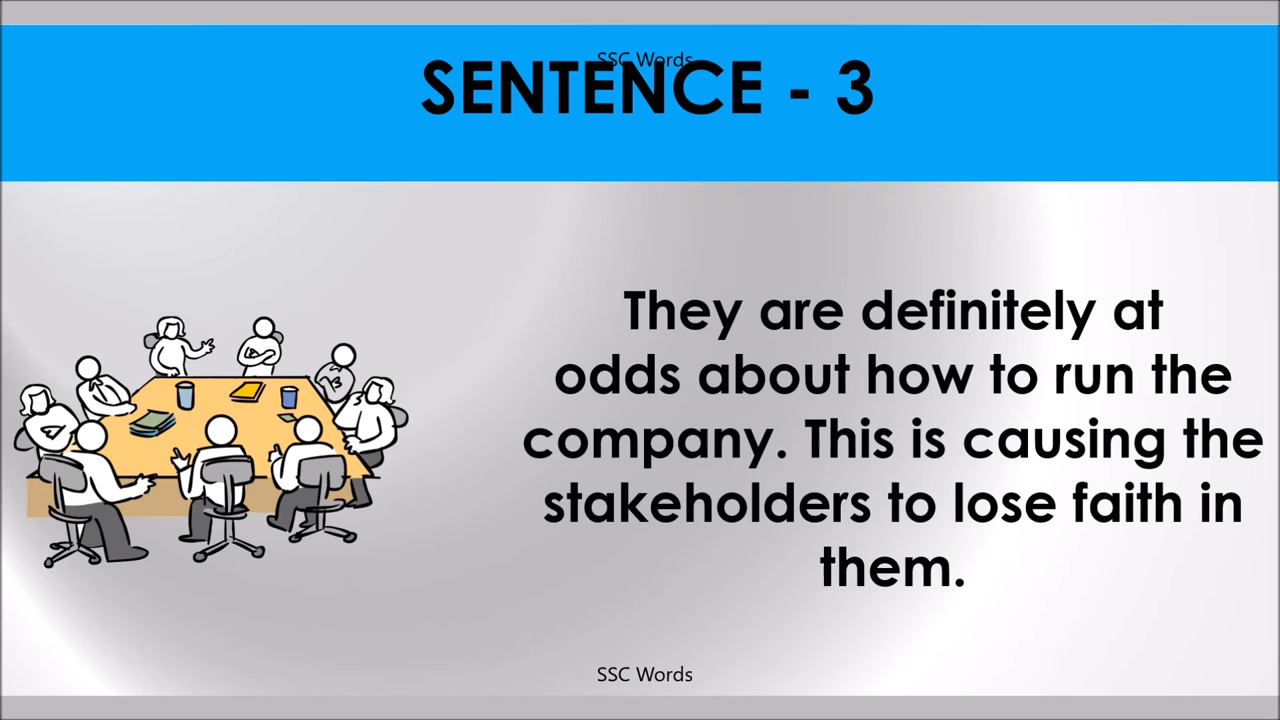 SSC Words
SENTENCE - 3
They are definitely at
odds about how to run the
company. This is causing the
stakeholders to lose faith in
them.
SSC Words